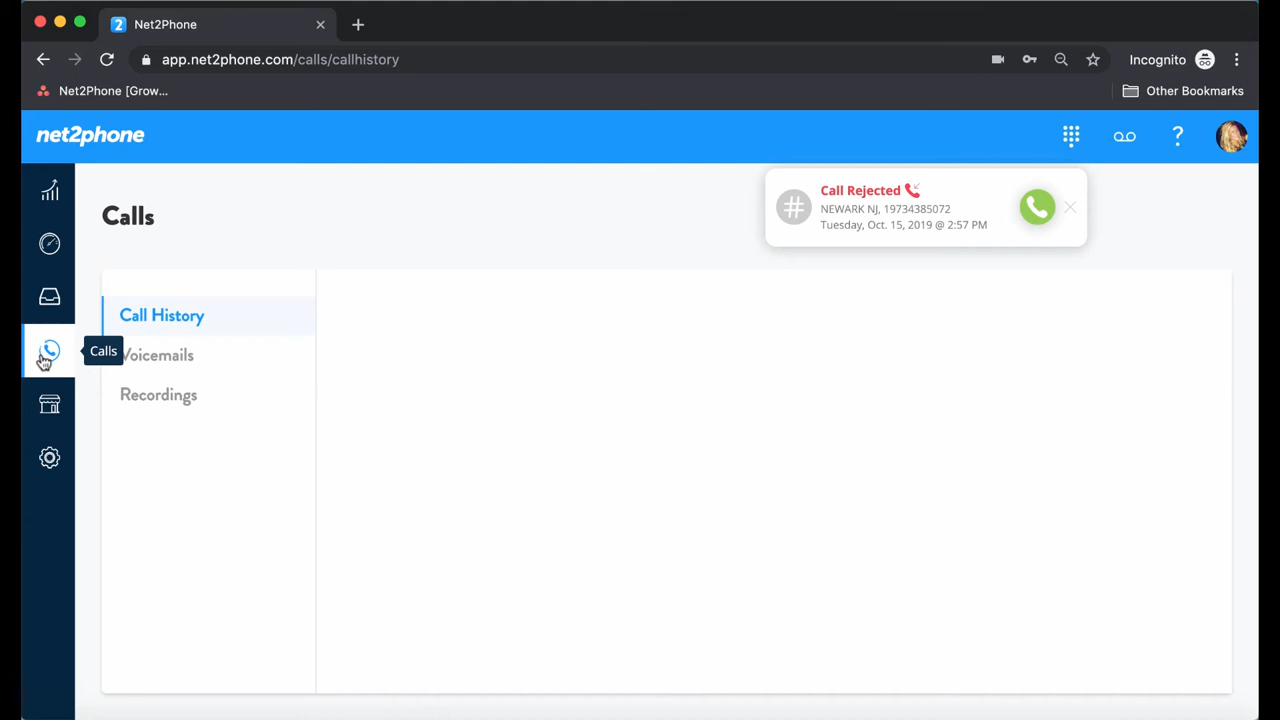 2 Net2Phone
app.net2phone.com/calls/callhistory
Incognito
Net2Phone [Grow...
Other Bookmarks
net2phone
?
Call Rejected
# NEWARK NJ, 19734385072
Tuesday, Oct. 15, 2019 @ 2:57 PM
Calls
Call History
Calls
Voicemails
Recordings